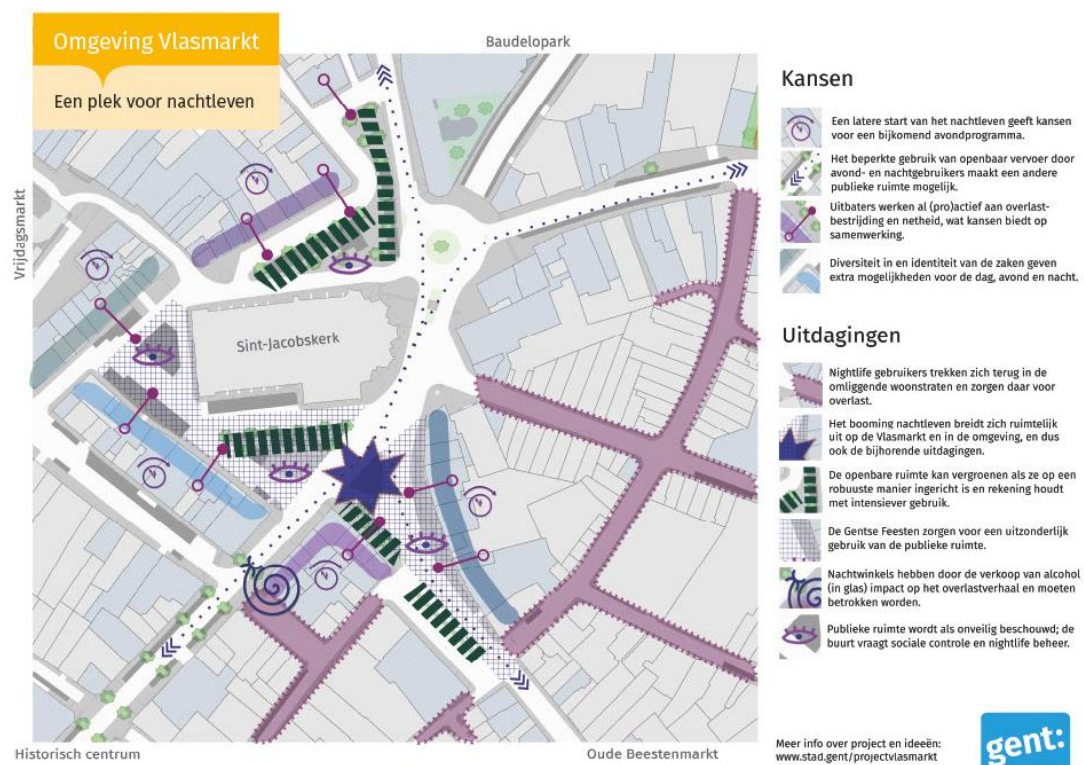 Omgeving Vlasmarkt
Een plek voor nachtleven
Baudelopark
Vrijdagsmarkt
Sint-Jacobskerk
Historisch centrum
Oude Beestenmarkt
Kansen
Een latere start van het nachtleven geeft kansen
voor een bijkomend avondprogramma.
Het beperkte gebruik van openbaar vervoer door
avond- en nachtgebruikers maakt een andere
publieke ruimte mogelijk.
Uitbaters werken al (pro)actief aan overlast-
bestrijding en netheid, wat kansen biedt op
samenwerking.
Diversiteit in en identiteit van de zaken geven
extra mogelijkheden voor de dag, avond en nacht.
Uitdagingen
Nightlife gebruikers trekken zich terug in de
omliggende woonstraten en zorgen daar voor
overlast.
Het booming nachtleven breidt zich ruimtelijk
uit op de Vlasmarkt en in de omgeving, en dus
ook de bijhorende uitdagingen.
De openbare ruimte kan vergroenen als ze op een
robuuste manier ingericht is en rekening houdt
met intensiever gebruik.
De Gentse Feesten zorgen voor een uitzonderlijk
gebruik van de publieke ruimte.
Nachtwinkels hebben door de verkoop van alcohol
(in glas) impact op het overlastverhaal en moeten
betrokken worden.
Publieke ruimte wordt als onveilig beschouwd; de
buurt vraagt sociale controle en nightlife beheer.
Meer info over project en ideeën:
www.stad.gent/projectvlasmarkt
gent: